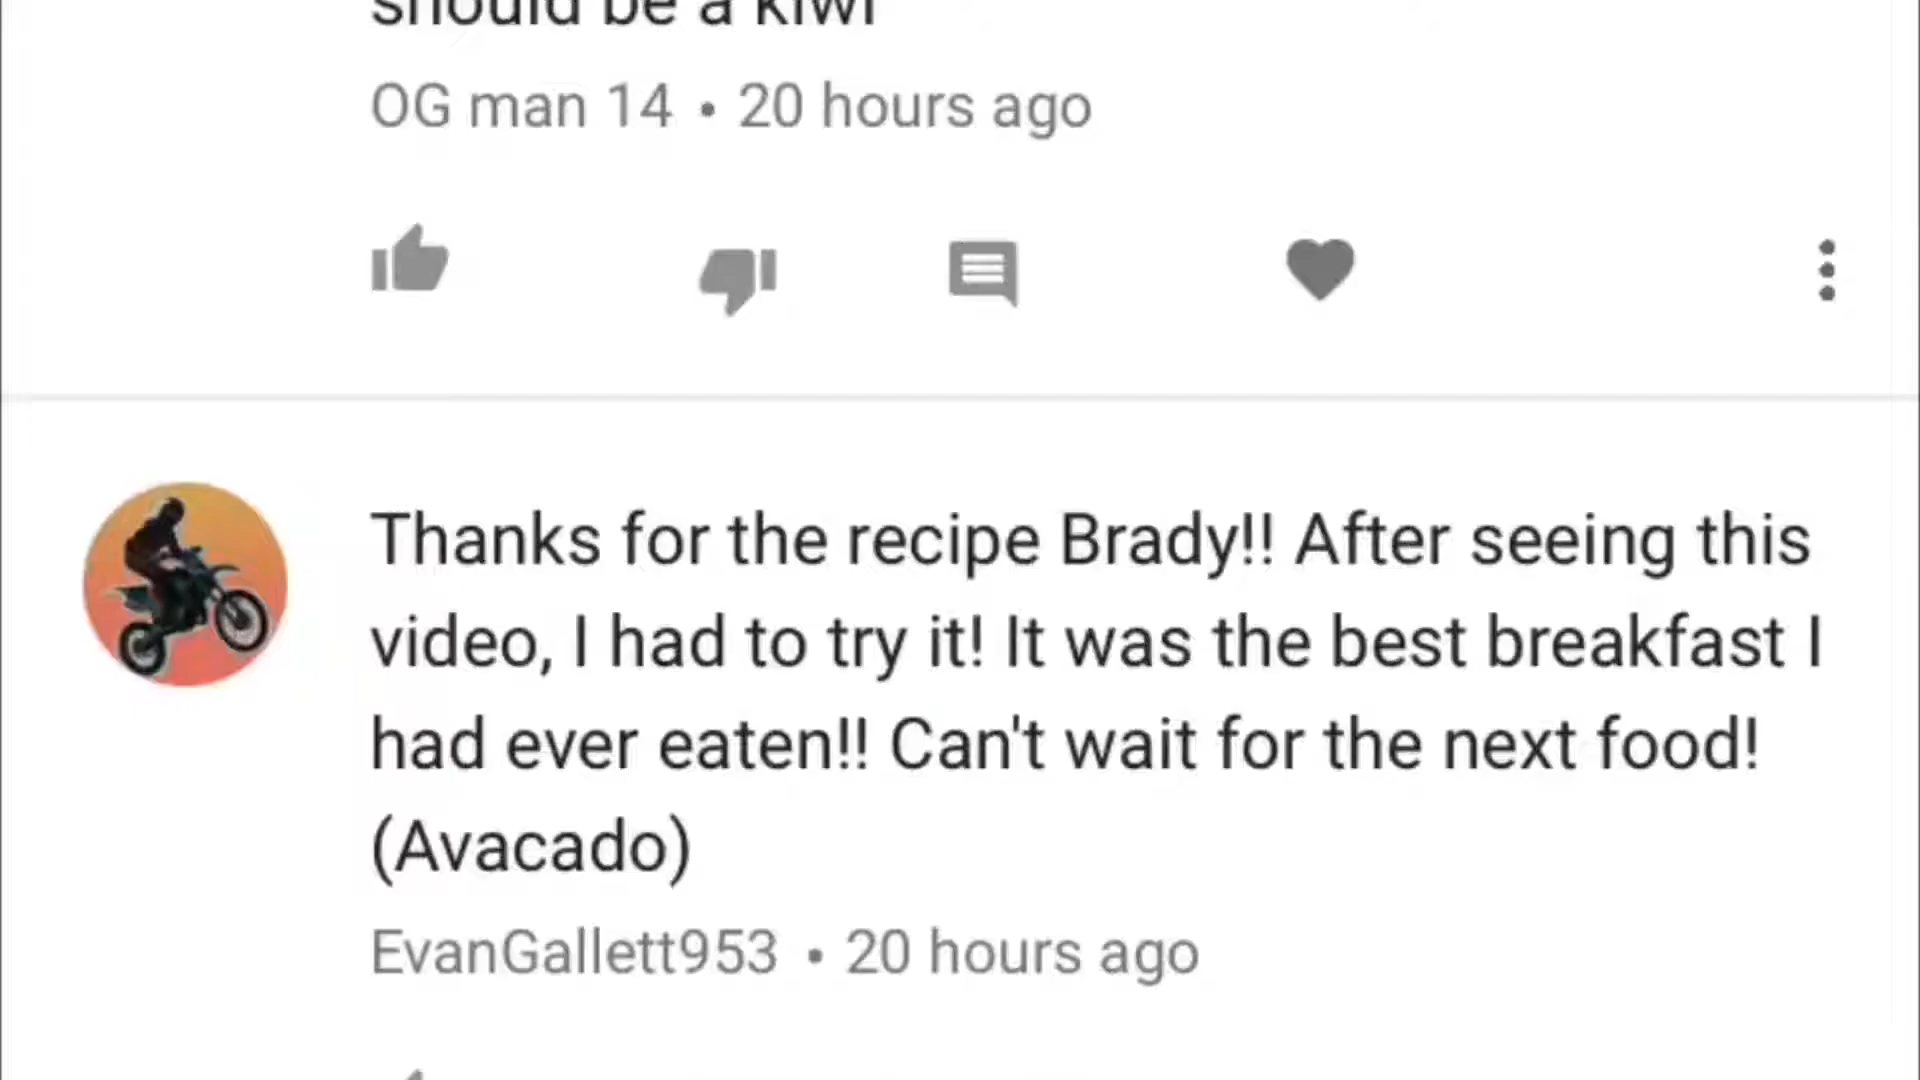 should be a kiwi
OG man 14 • 20 hours ago
Thanks for the recipe Brady!! After seeing this
video, I had to try it! It was the best breakfast I
had ever eaten!! Can't wait for the next food!
(Avacado)
EvanGallett953 • 20 hours ago